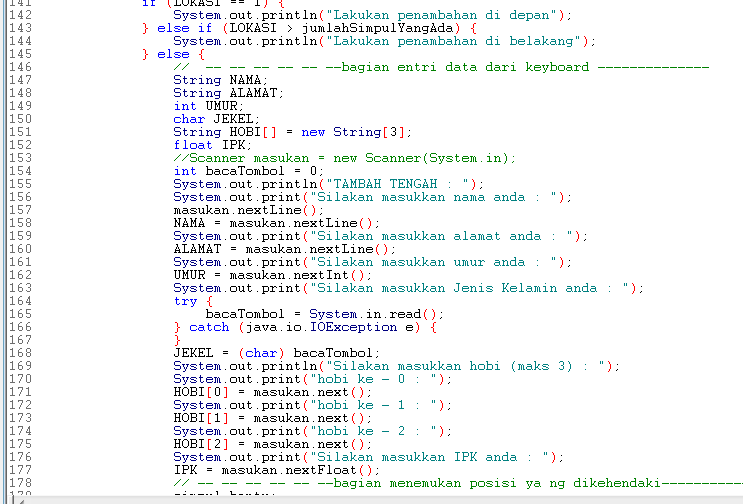 141 if (LOKASI == 1) {
142 System.out.println("Lakukan penambahan di depan");
143 } else if (LOKASI > jumlahSimpulYangAda) {
144 System.out.println("Lakukan penambahan di belakang");
145 } else {
146 // -- -- -- -- -- --bagian entri data dari keyboard --------------
147 String NAMA;
148 String ALAMAT;
149 int UMUR;
150 char JEKEL;
151 String HOBI[] = new String[3];
152 float IPK;
153 //Scanner masukan = new Scanner(System.in);
154 int bacaTombol = 0;
155 System.out.println("TAMBAH TENGAH : ");
156 System.out.print("Silakan masukkan nama anda : ");
157 masukan.nextLine();
158 NAMA = masukan.nextLine();
159 System.out.print("Silakan masukkan alamat anda : ");
160 ALAMAT = masukan.nextLine();
161 System.out.print("Silakan masukkan umur anda : ");
162 UMUR = masukan.nextInt();
163 System.out.print("Silakan masukkan Jenis Kelamin anda : ");
164 try {
165 bacaTombol = System.in.read();
166 } catch (java.io.IOException e) {
167 }
168 JEKEL = (char) bacaTombol;
169 System.out.println("Silakan masukkan hobi (maks 3) : ");
170 System.out.print("hobi ke - 0 : ");
171 HOBI[0] = masukan.next();
172 System.out.print("hobi ke - 1 : ");
173 HOBI[1] = masukan.next();
174 System.out.print("hobi ke - 2 : ");
175 HOBI[2] = masukan.next();
176 System.out.print("Silakan masukkan IPK anda : ");
177 IPK = masukan.nextFloat();
178 // -- -- -- -- -- --bagian menemukan posisi ya ng dikehendaki-----------